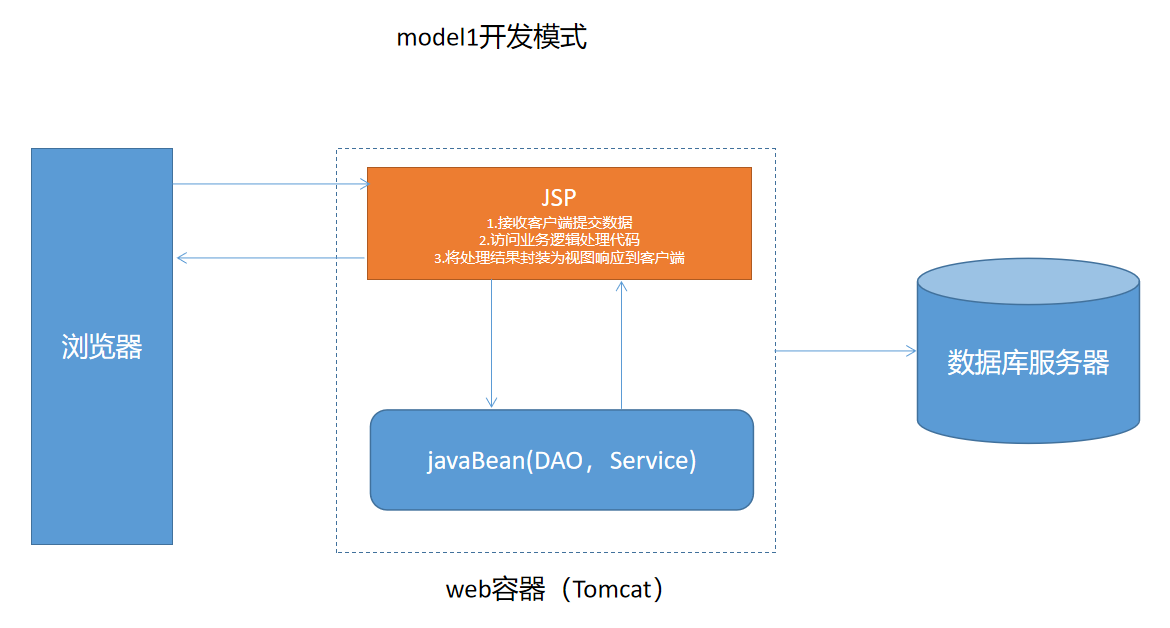 model1开发模式
JSP
1.接收客户端提交数据
2.访问业务逻辑处理代码
3.将处理结果封装为视图响应到客户端
浏览器
数据库服务器
javaBean(DAO，Service)
web容器（Tomcat）